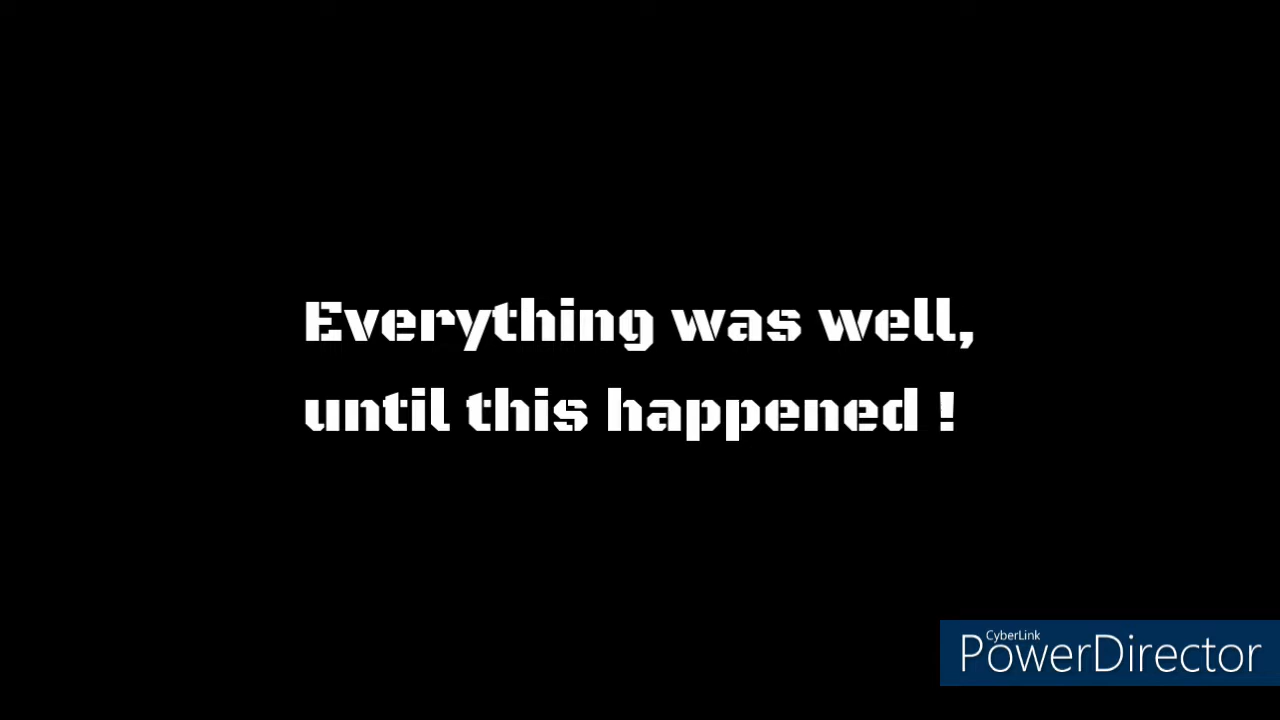 Everything was well,
until this happened !
CyberLink
PowerDirector